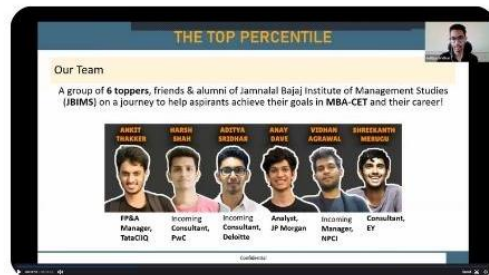 THE TOP PERCENTILE
Our Team
A group of 6 toppers, friends & alumni of Jamnalal Bajaj Institute of Management Studies
(JBIMS) on a journey to help aspirants achieve their goals in MBA-CET and their career!
ANKIT THAKKER
HARSH SHAH
ADITYA SRIDHAR
ANAY DAVE
VIDHAN AGRAWAL
SHREEKANTH MERUGU
FP&A Manager, TataCliQ
Incoming Consultant, PwC
Incoming Consultant, Deloitte
Analyst, JP Morgan
Incoming Manager, NPCI
Consultant, EY
Confidential